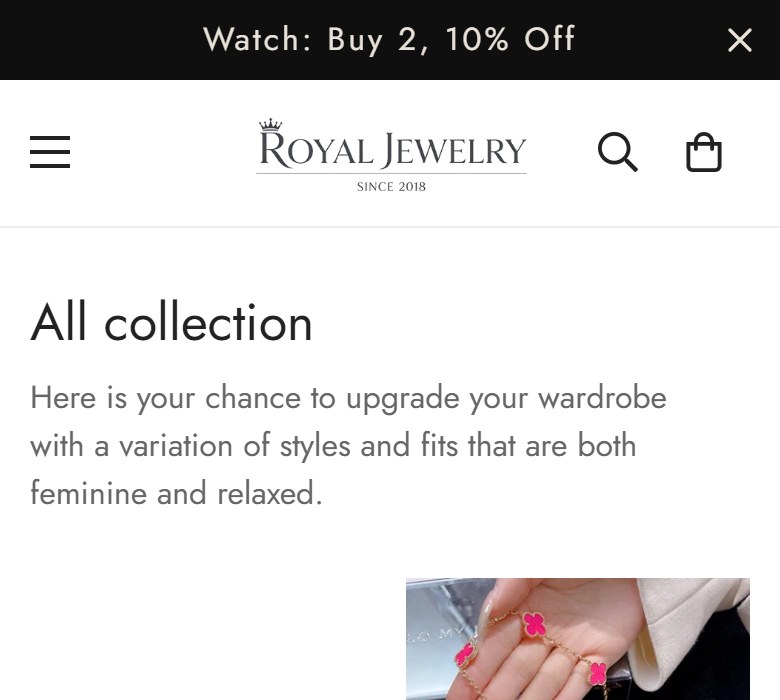 Watch: Buy 2, 10% Off
ROYAL JEWELRY
SINCE 2018
All collection
Here is your chance to upgrade your wardrobe
with a variation of styles and fits that are both
feminine and relaxed.